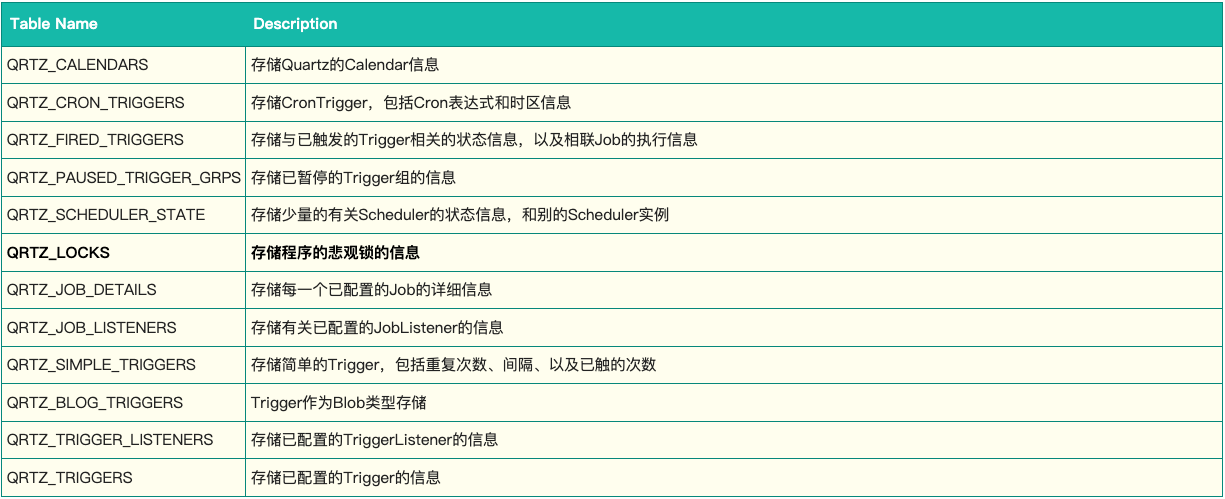 Table Name Description
QRTZ_CALENDARS 存储Quartz的Calendar信息
QRTZ_CRON_TRIGGERS 存储CronTrigger，包括Cron表达式和时区信息
QRTZ_FIRED_TRIGGERS 存储与已触发的Trigger相关的状态信息，以及相联Job的执行信息
QRTZ_PAUSED_TRIGGER_GRPS 存储已暂停的Trigger组的信息
QRTZ_SCHEDULER_STATE 存储少量的有关Scheduler的状态信息，和别的Scheduler实例
QRTZ_LOCKS 存储程序的悲观锁的信息
QRTZ_JOB_DETAILS 存储每一个已配置的Job的详细信息
QRTZ_JOB_LISTENERS 存储有关已配置的JobListener的信息
QRTZ_SIMPLE_TRIGGERS 存储简单的Trigger，包括重复次数、间隔、以及已触的次数
QRTZ_BLOG_TRIGGERS Trigger作为Blob类型存储
QRTZ_TRIGGER_LISTENERS 存储已配置的TriggerListener的信息
QRTZ_TRIGGERS 存储已配置的Trigger的信息